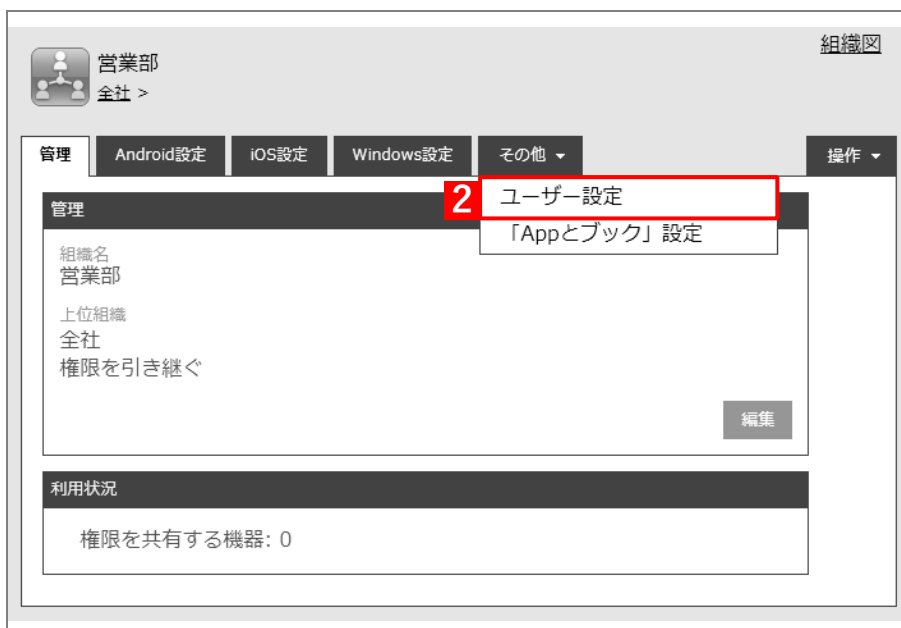 組織図
営業部
全社 >
管理 Android設定 iOS設定 Windows設定 その他 ▼ 操作 ▼
2 ユーザー設定
「Appとブック」設定
管理
組織名
営業部
上位組織
全社
権限を引き継ぐ
編集
利用状況
権限を共有する機器: 0